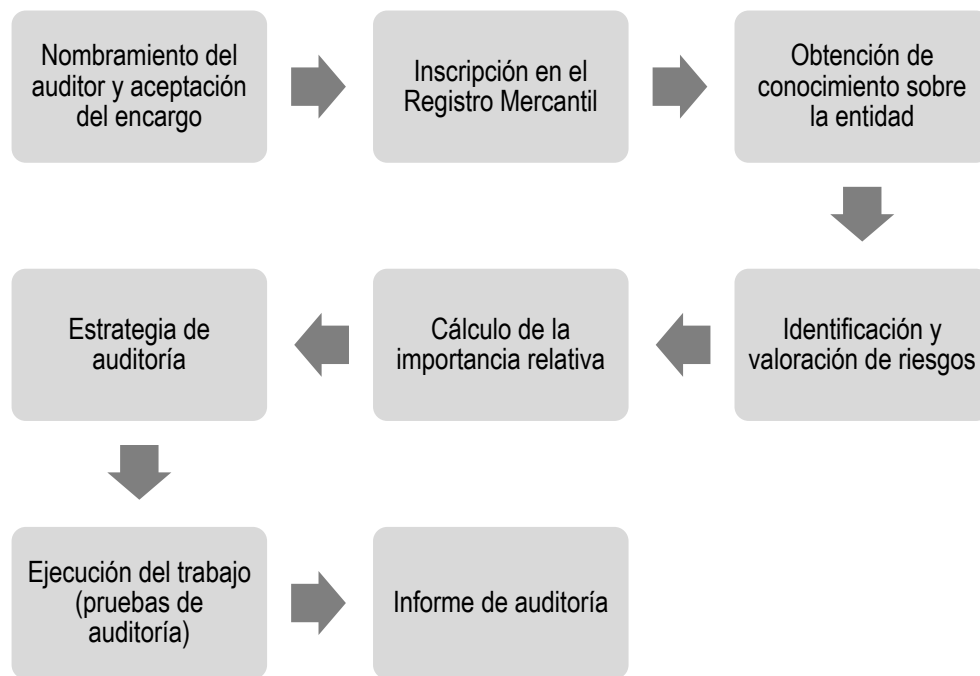 Nombramiento del
auditor y aceptación
del encargo
Inscripción en el
Registro Mercantil
Obtención de
conocimiento sobre
la entidad
Identificación y
valoración de riesgos
Cálculo de la
importancia relativa
Estrategia de
auditoría
Ejecución del trabajo
(pruebas de
auditoría)
Informe de auditoría